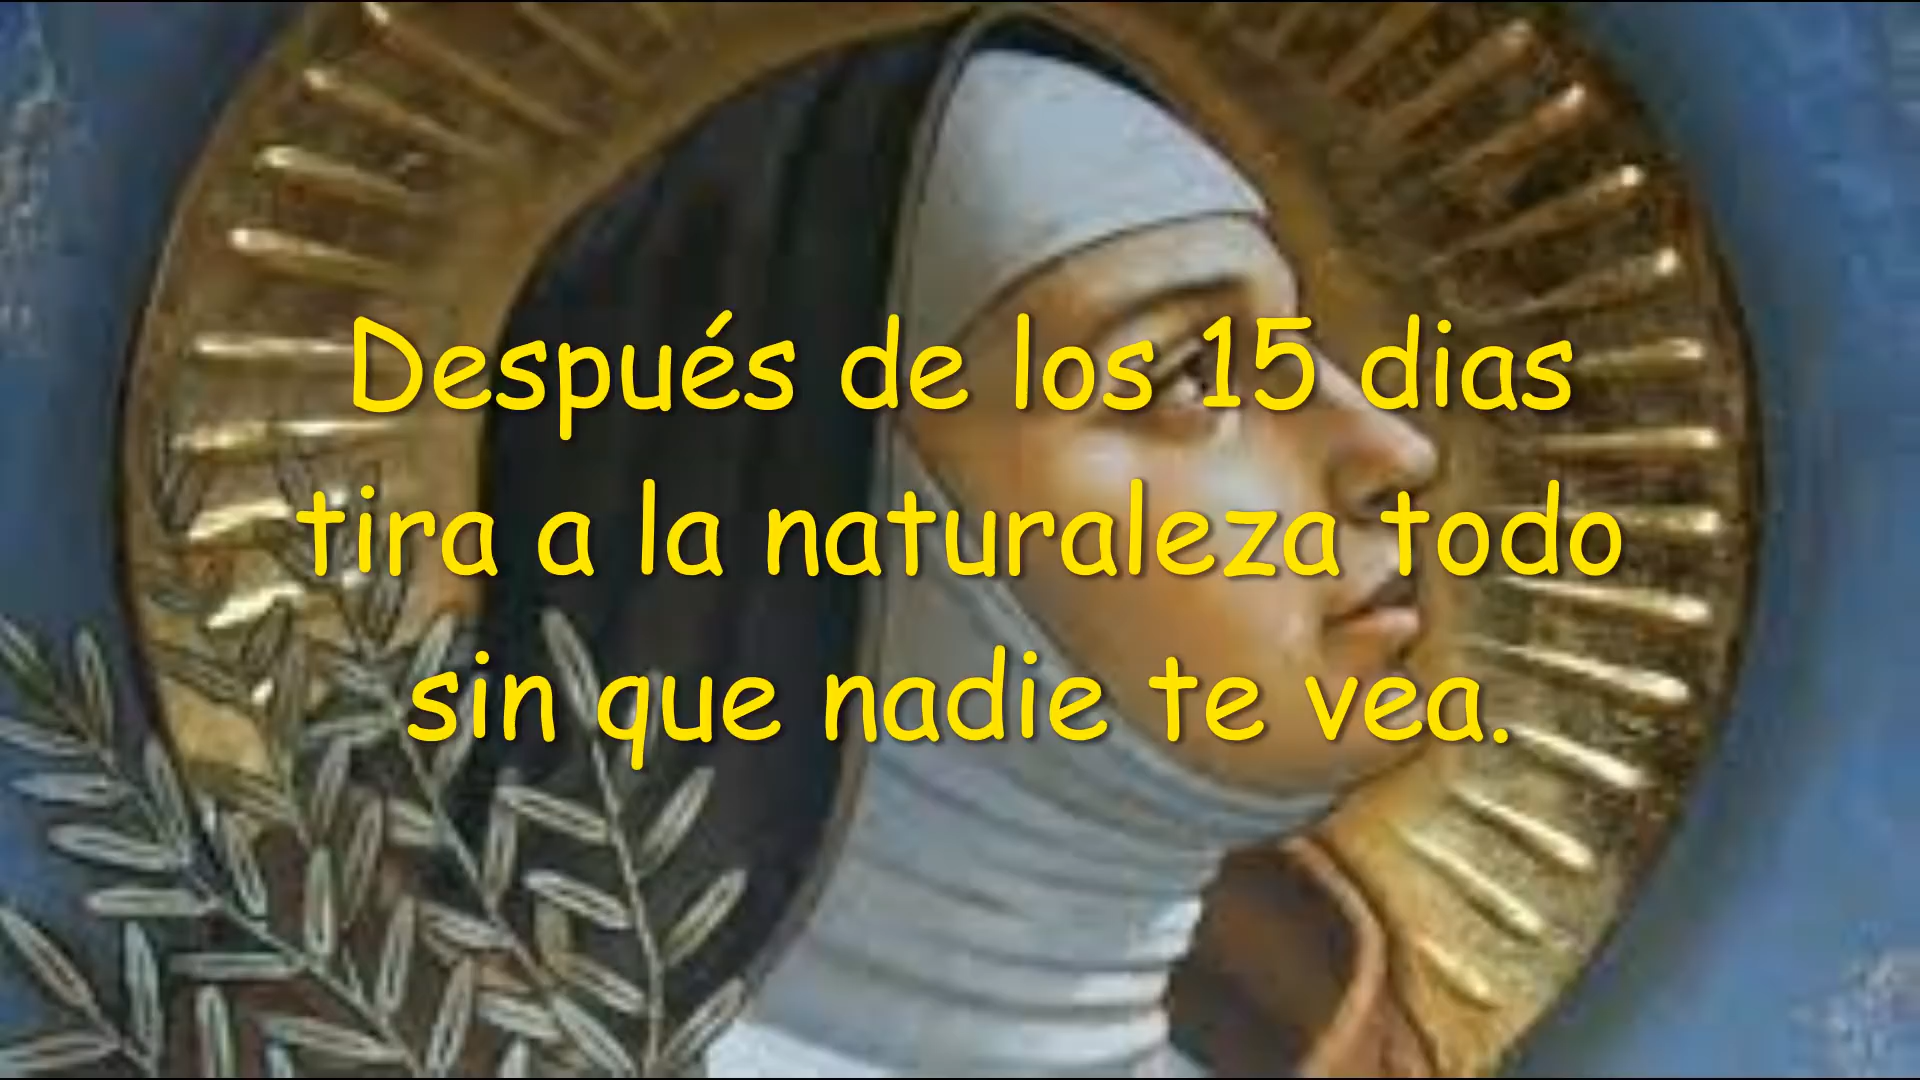 Después de los 15 dias
tira a la naturaleza todo
sin que nadie te vea.